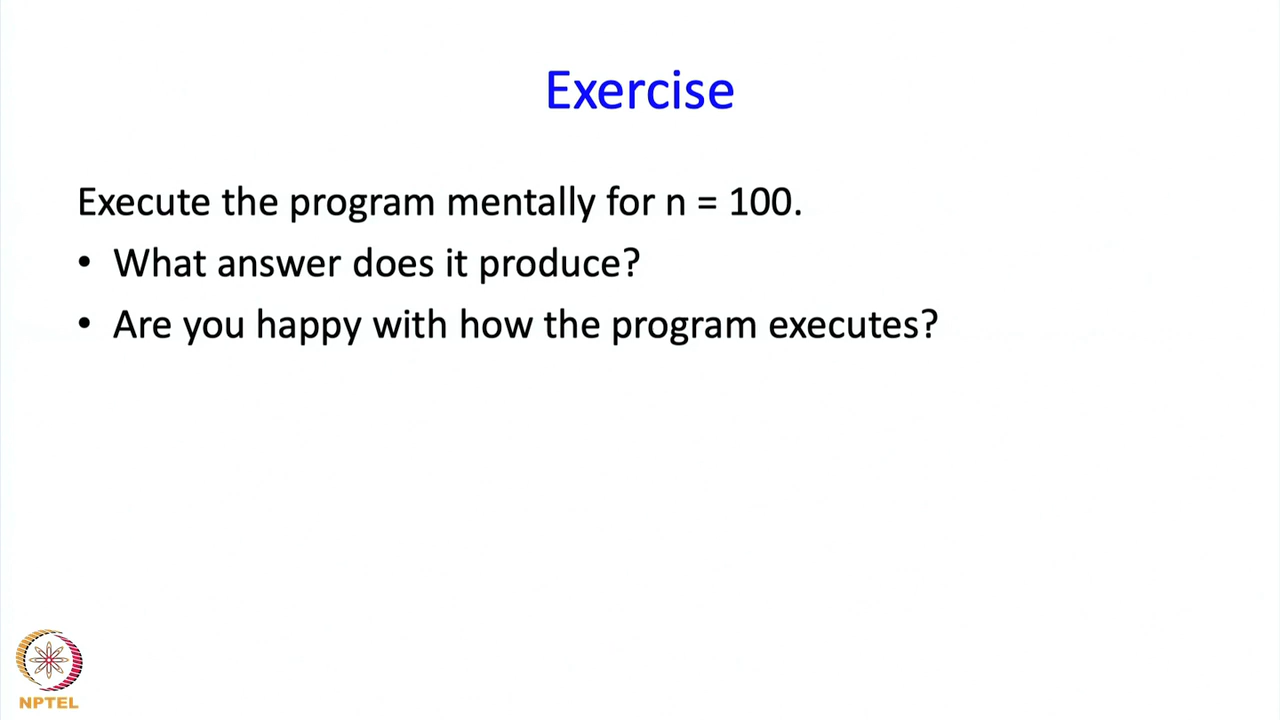 Exercise
Execute the program mentally for n = 100.
• What answer does it produce?
• Are you happy with how the program executes?
NPTEL